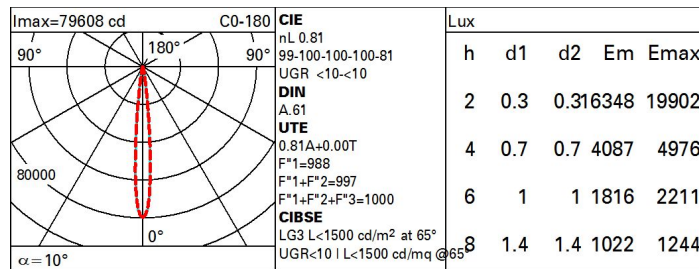 Imax=79608 cd C0-180
90° 180° 90°
80000
0°
α=10°
CIE
nL 0.81
99-100-100-100-81
UGR <10-<10
DIN
A.61
UTE
0.81A+0.00T
F"1=988
F"1+F"2=997
F"1+F"2+F"3=1000
CIBSE
LG3 L<1500 cd/m² at 65°
UGR<10 | L<1500 cd/mq @65°
Lux
h d1 d2 Em Emax
2 0.3 0.3 16348 19902
4 0.7 0.7 4087 4976
6 1 1 1816 2211
8 1.4 1.4 1022 1244